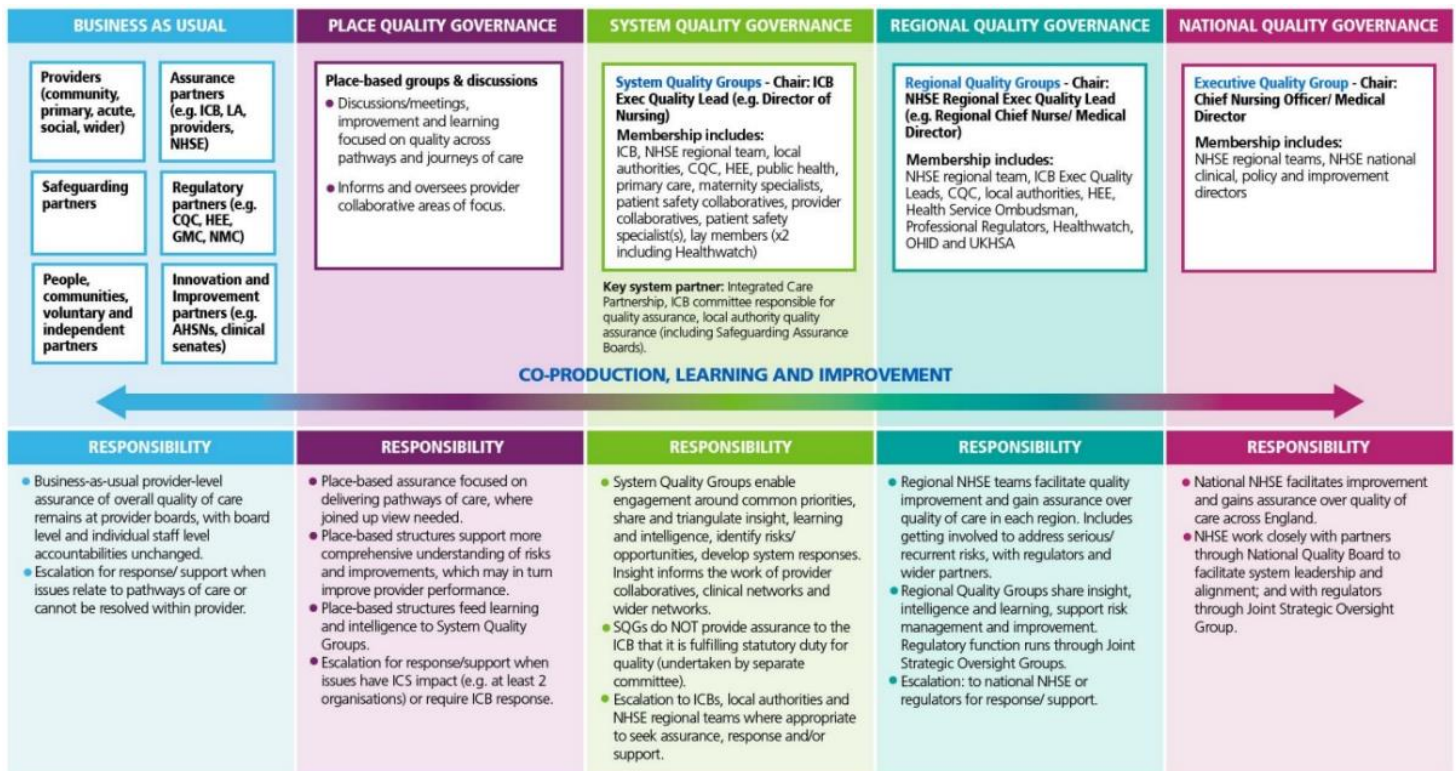 BUSINESS AS USUAL
Providers
(community,
primary, acute,
social, wider)
Assurance
partners
(e.g. ICB, LA,
providers,
NHSE)
Safeguarding
partners
Regulatory
partners (e.g.
CQC, HEE,
GMC, NMC)
People,
communities,
voluntary and
independent
partners
Innovation and
Improvement
partners (e.g.
AHSNs, clinical
senates)
PLACE QUALITY GOVERNANCE
Place-based groups & discussions
• Discussions/meetings,
improvement and learning
focused on quality across
pathways and journeys of care
• Informs and oversees provider
collaborative areas of focus.
SYSTEM QUALITY GOVERNANCE
System Quality Groups - Chair: ICB
Exec Quality Lead (e.g. Director of
Nursing)
Membership includes:
ICB, NHSE regional team, local
authorities, CQC, HEE, public health,
primary care, maternity specialists,
patient safety collaboratives, provider
collaboratives, patient safety
specialist(s), lay members (x2
including Healthwatch)
Key system partner: Integrated Care
Partnership, ICB committee responsible for
quality assurance, local authority quality
assurance (including Safeguarding Assurance
Boards).
REGIONAL QUALITY GOVERNANCE
Regional Quality Groups - Chair:
NHSE Regional Exec Quality Lead
(e.g. Regional Chief Nurse/ Medical
Director)
Membership includes:
NHSE regional team, ICB Exec Quality
Leads, CQC, local authorities, HEE,
Health Service Ombudsman,
Professional Regulators, Healthwatch,
OHID and UKHSA
NATIONAL QUALITY GOVERNANCE
Executive Quality Group - Chair:
Chief Nursing Officer/ Medical
Director
Membership includes:
NHSE regional teams, NHSE national
clinical, policy and improvement
directors
CO-PRODUCTION, LEARNING AND IMPROVEMENT
RESPONSIBILITY
• Business-as-usual provider-level
assurance of overall quality of care
remains at provider boards, with board
level and individual staff level
accountabilities unchanged.
• Escalation for response/ support when
issues relate to pathways of care or
cannot be resolved within provider.
RESPONSIBILITY
• Place-based assurance focused on
delivering pathways of care, where
joined up view needed.
• Place-based structures support more
comprehensive understanding of risks
and improvements, which may in turn
improve provider performance.
• Place-based structures feed learning
and intelligence to System Quality
Groups.
• Escalation for response/support when
issues have ICS impact (e.g. at least 2
organisations) or require ICB response.
RESPONSIBILITY
• System Quality Groups enable
engagement around common priorities,
share and triangulate insight, learning
and intelligence, identify risks/
opportunities, develop system responses.
Insight informs the work of provider
collaboratives, clinical networks and
wider networks.
• SQGs do NOT provide assurance to the
ICB that it is fulfilling statutory duty for
quality (undertaken by separate
committee).
• Escalation to ICBs, local authorities and
NHSE regional teams where appropriate
to seek assurance, response and/or
support.
RESPONSIBILITY
• Regional NHSE teams facilitate quality
improvement and gain assurance over
quality of care in each region. Includes
getting involved to address serious/
recurrent risks, with regulators and
wider partners.
• Regional Quality Groups share insight,
intelligence and learning, support risk
management and improvement.
Regulatory function runs through Joint
Strategic Oversight Groups.
• Escalation: to national NHSE or
regulators for response/ support.
RESPONSIBILITY
• National NHSE facilitates improvement
and gains assurance over quality of
care across England.
• NHSE work closely with partners
through National Quality Board to
facilitate system leadership and
alignment; and with regulators
through Joint Strategic Oversight
Group.